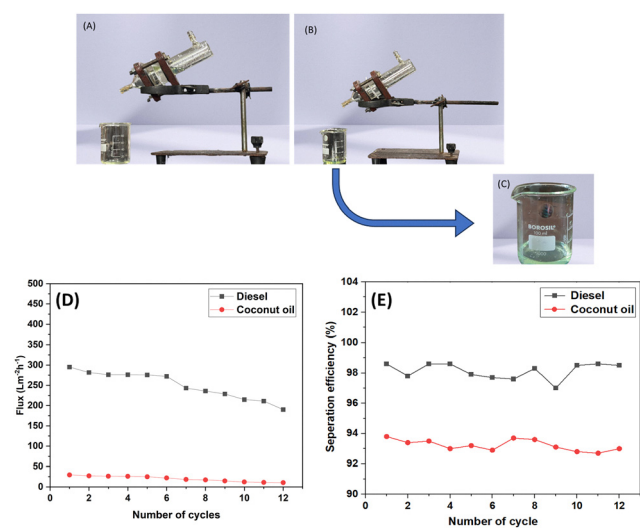 (A)
(B)
(C)
BOROSIL
100 ml
(D)
Diesel
Coconut oil
500
450
400
350
300
250
200
150
100
50
0
0 2 4 6 8 10 12
Flux (Lm⁻²h⁻¹)
Number of cycles
(E)
Diesel
Coconut oil
104
102
100
98
96
94
92
90
0 2 4 6 8 10 12
Seperation efficiency (%)
Number of cycle